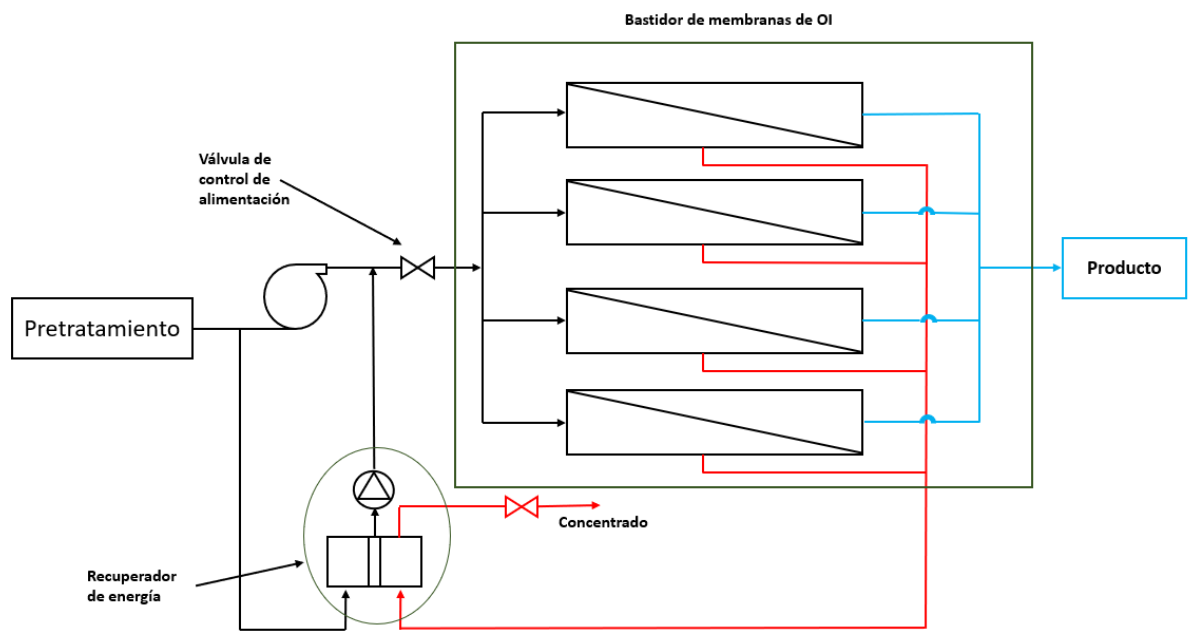 Bastidor de membranas de OI
Válvula de
control de
alimentación
Pretratamiento
Producto
Concentrado
Recuperador
de energía